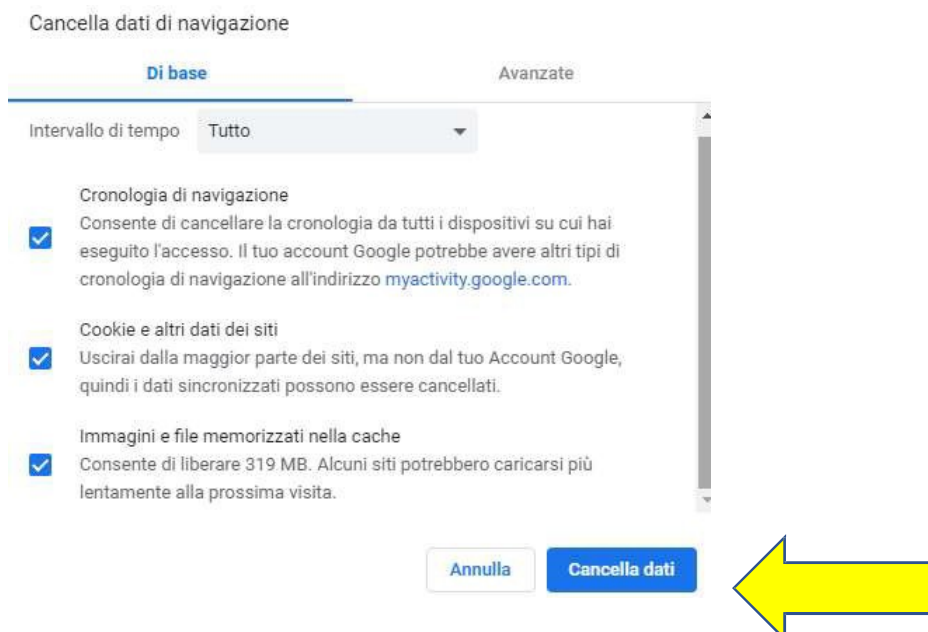 Cancella dati di navigazione
Di base
Avanzate
Intervallo di tempo Tutto
Cronologia di navigazione
Consente di cancellare la cronologia da tutti i dispositivi su cui hai
eseguito l'accesso. Il tuo account Google potrebbe avere altri tipi di
cronologia di navigazione all'indirizzo myactivity.google.com.
Cookie e altri dati dei siti
Uscirai dalla maggior parte dei siti, ma non dal tuo Account Google,
quindi i dati sincronizzati possono essere cancellati.
Immagini e file memorizzati nella cache
Consente di liberare 319 MB. Alcuni siti potrebbero caricarsi più
lentamente alla prossima visita.
Annulla
Cancella dati